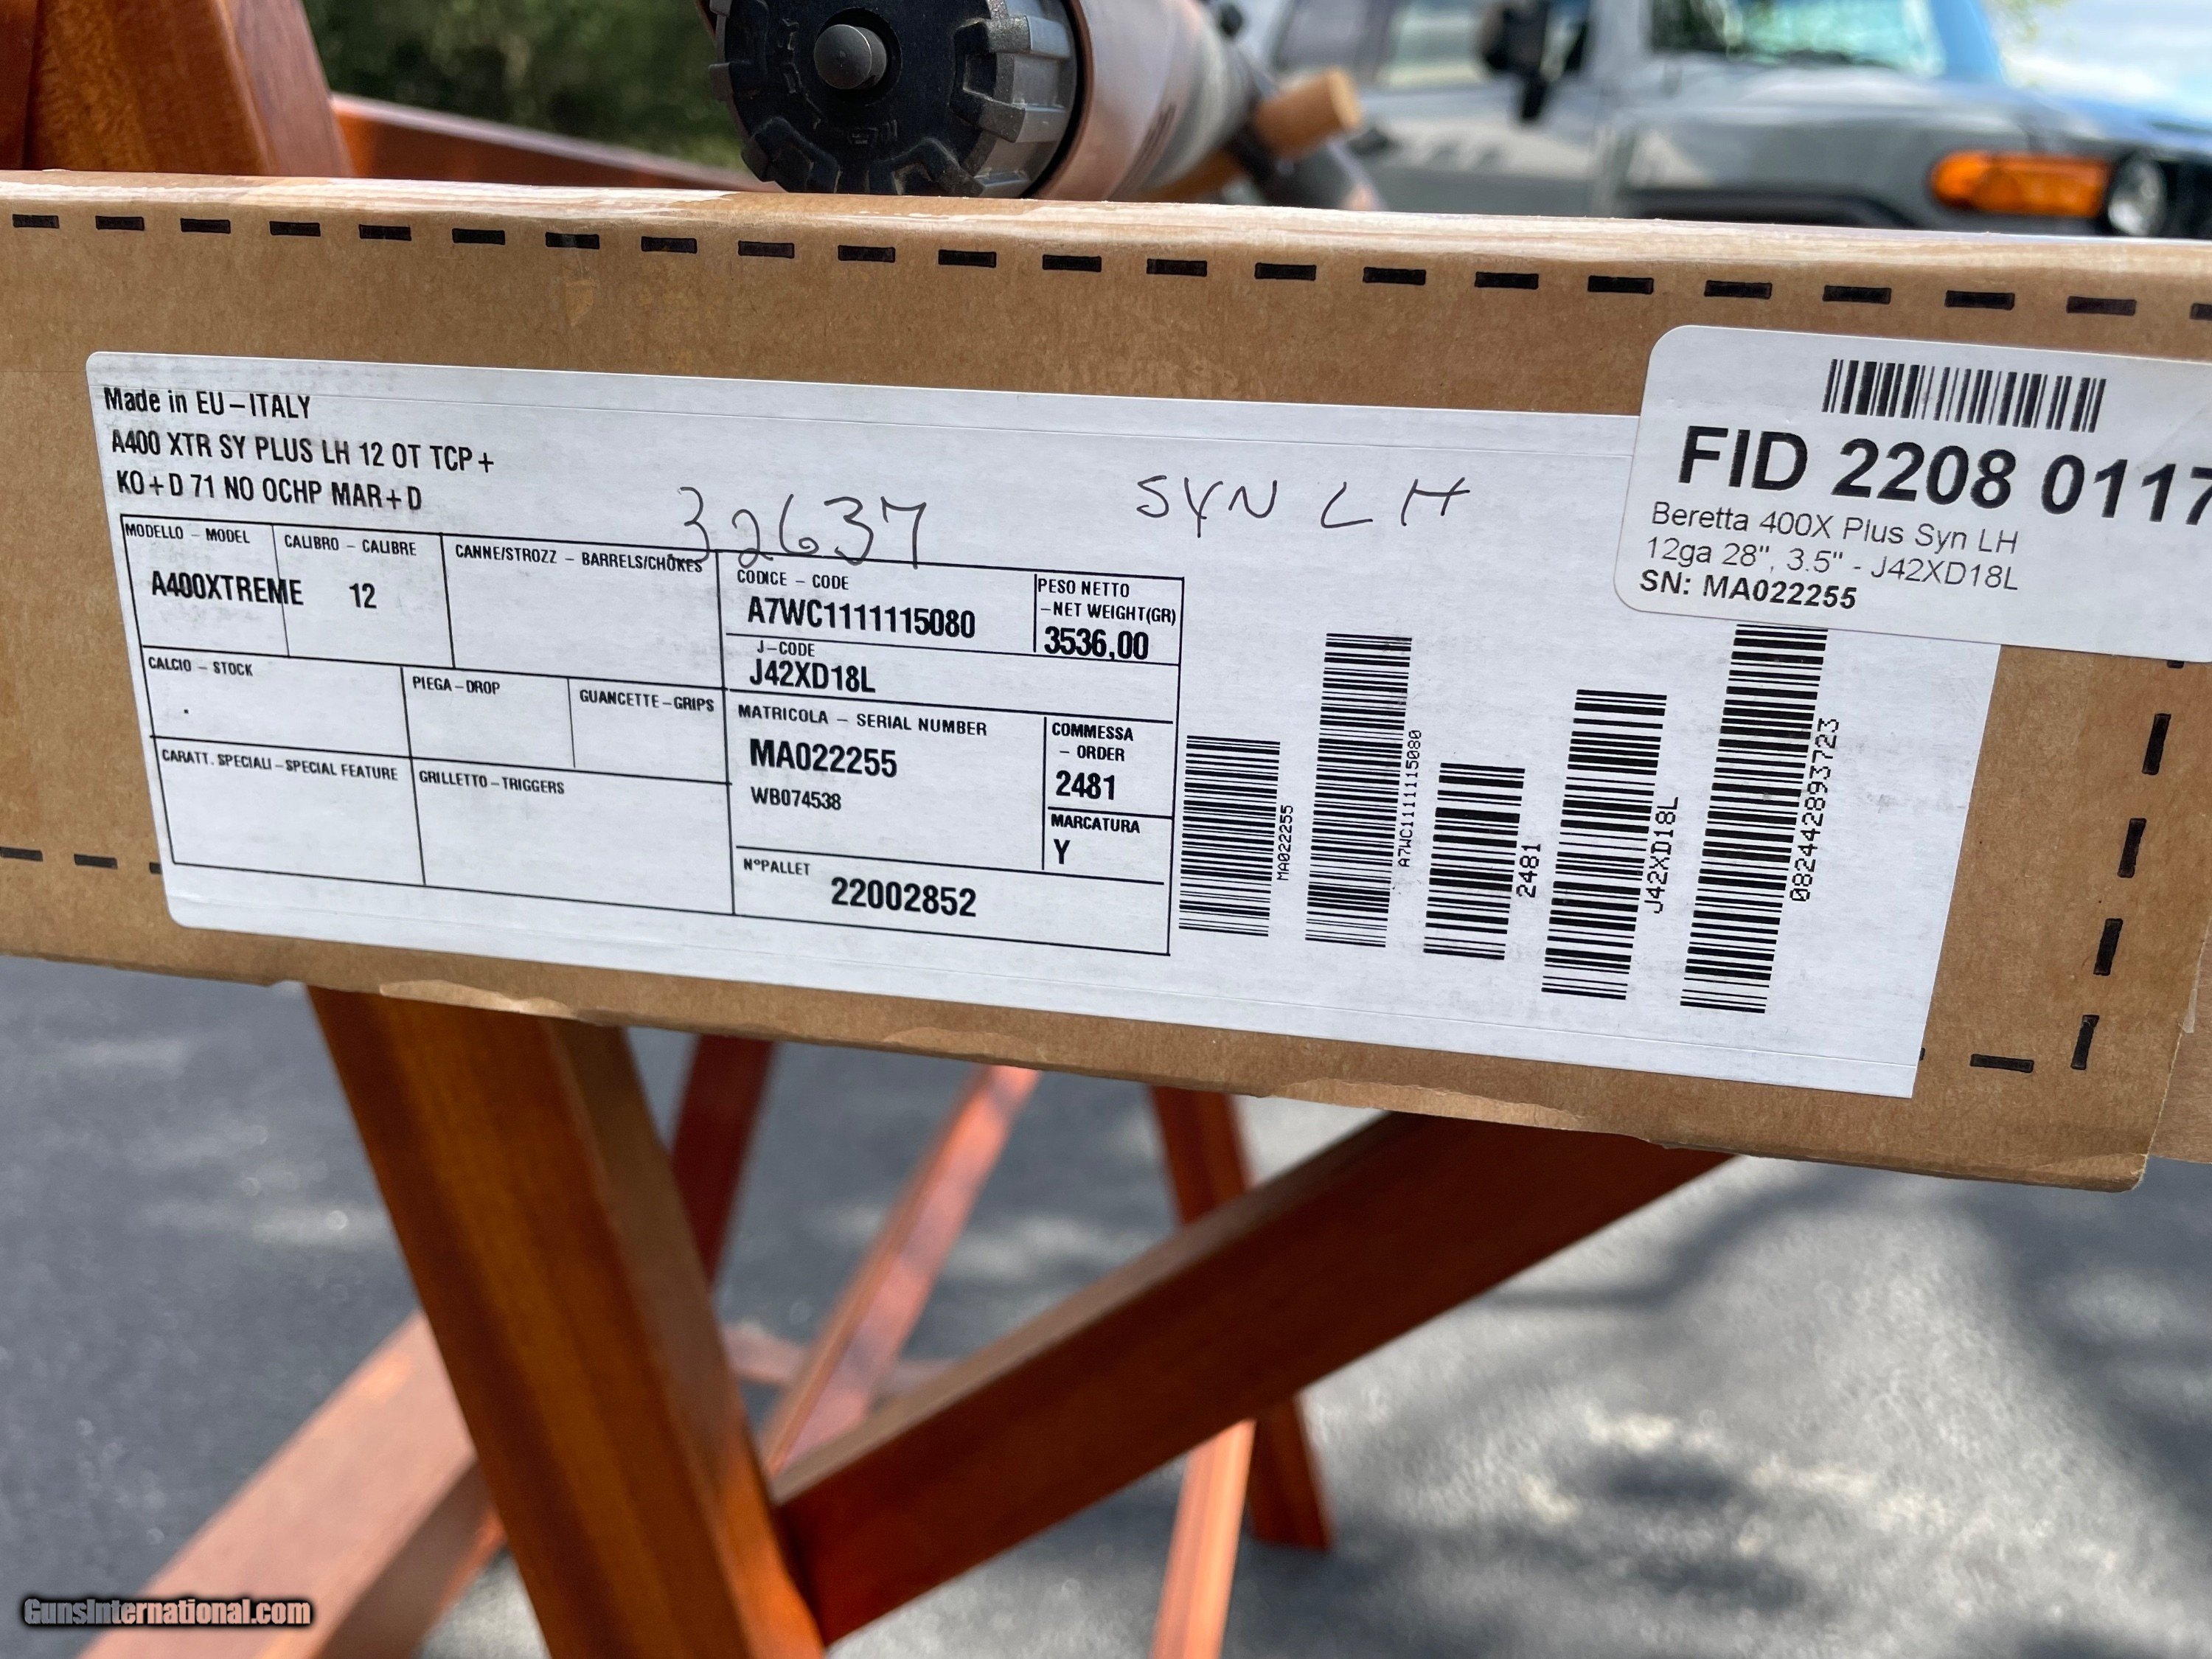 Made in EU-ITALY
A400 XTR SY PLUS LH 12 OT TCP+
KO+D 71 NO OCHP MAR+D
32637
SYN LH
MODELLO - MODEL
A400XTREME
CALIBRO - CALIBRE
12
CANNE/STROZZ - BARRELS/CHOKES
CODICE - CODE
A7WC1111115080
PESO NETTO
-NET WEIGHT(GR)
3536,00
J-CODE
J42XD18L
CALCIO - STOCK
.
PIEGA-DROP
GUANCETTE-GRIPS
MATRICOLA - SERIAL NUMBER
MA022255
WB074538
COMMESSA
- ORDER
2481
MARCATURA
Y
CARATT. SPECIALI-SPECIAL FEATURE
GRILLETTO-TRIGGERS
N°PALLET
22002852
MA022255
A7WC1111115080
2481
J42XD18L
082442893723
FID 2208 0117
Beretta 400X Plus Syn LH
12ga 28", 3.5" - J42XD18L
SN: MA022255
GunsInternational.com